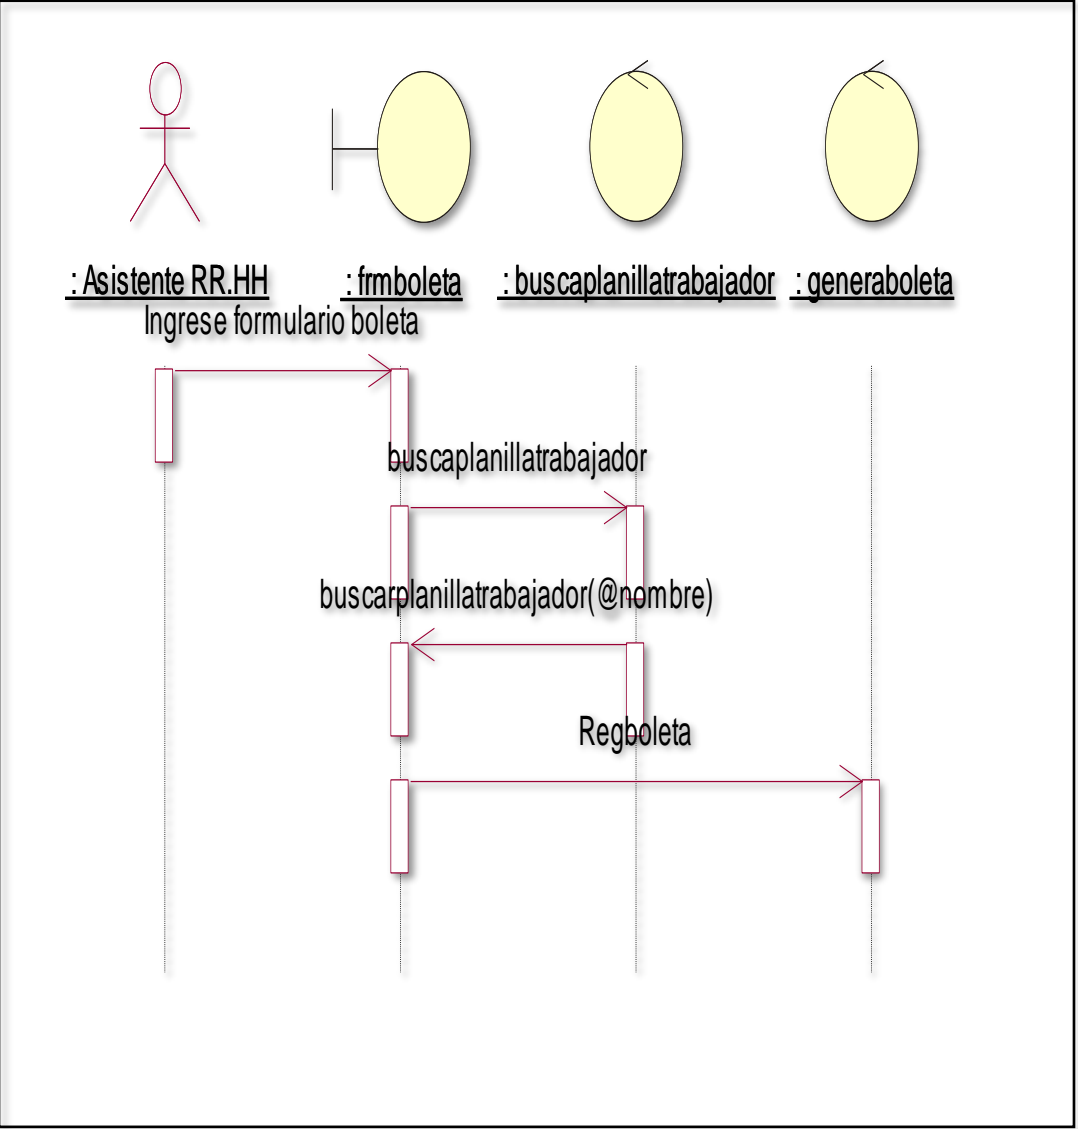 : Asistente RR.HH : frmboleta : buscaplanillatrabajador : generaboleta
Ingrese formulario boleta
buscaplanillatrabajador
buscarplanillatrabajador(@nombre)
Regboleta